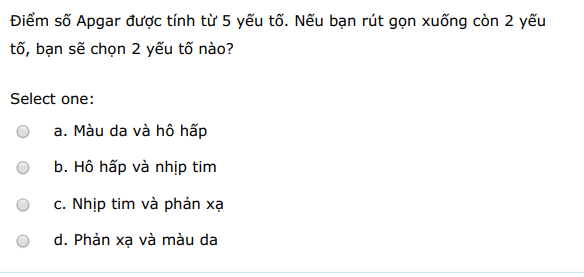 Điểm số Apgar được tính từ 5 yếu tố. Nếu bạn rút gọn xuống còn 2 yếu
tố, bạn sẽ chọn 2 yếu tố nào?
Select one:
a. Màu da và hô hấp
b. Hô hấp và nhịp tim
c. Nhịp tim và phản xạ
d. Phản xạ và màu da